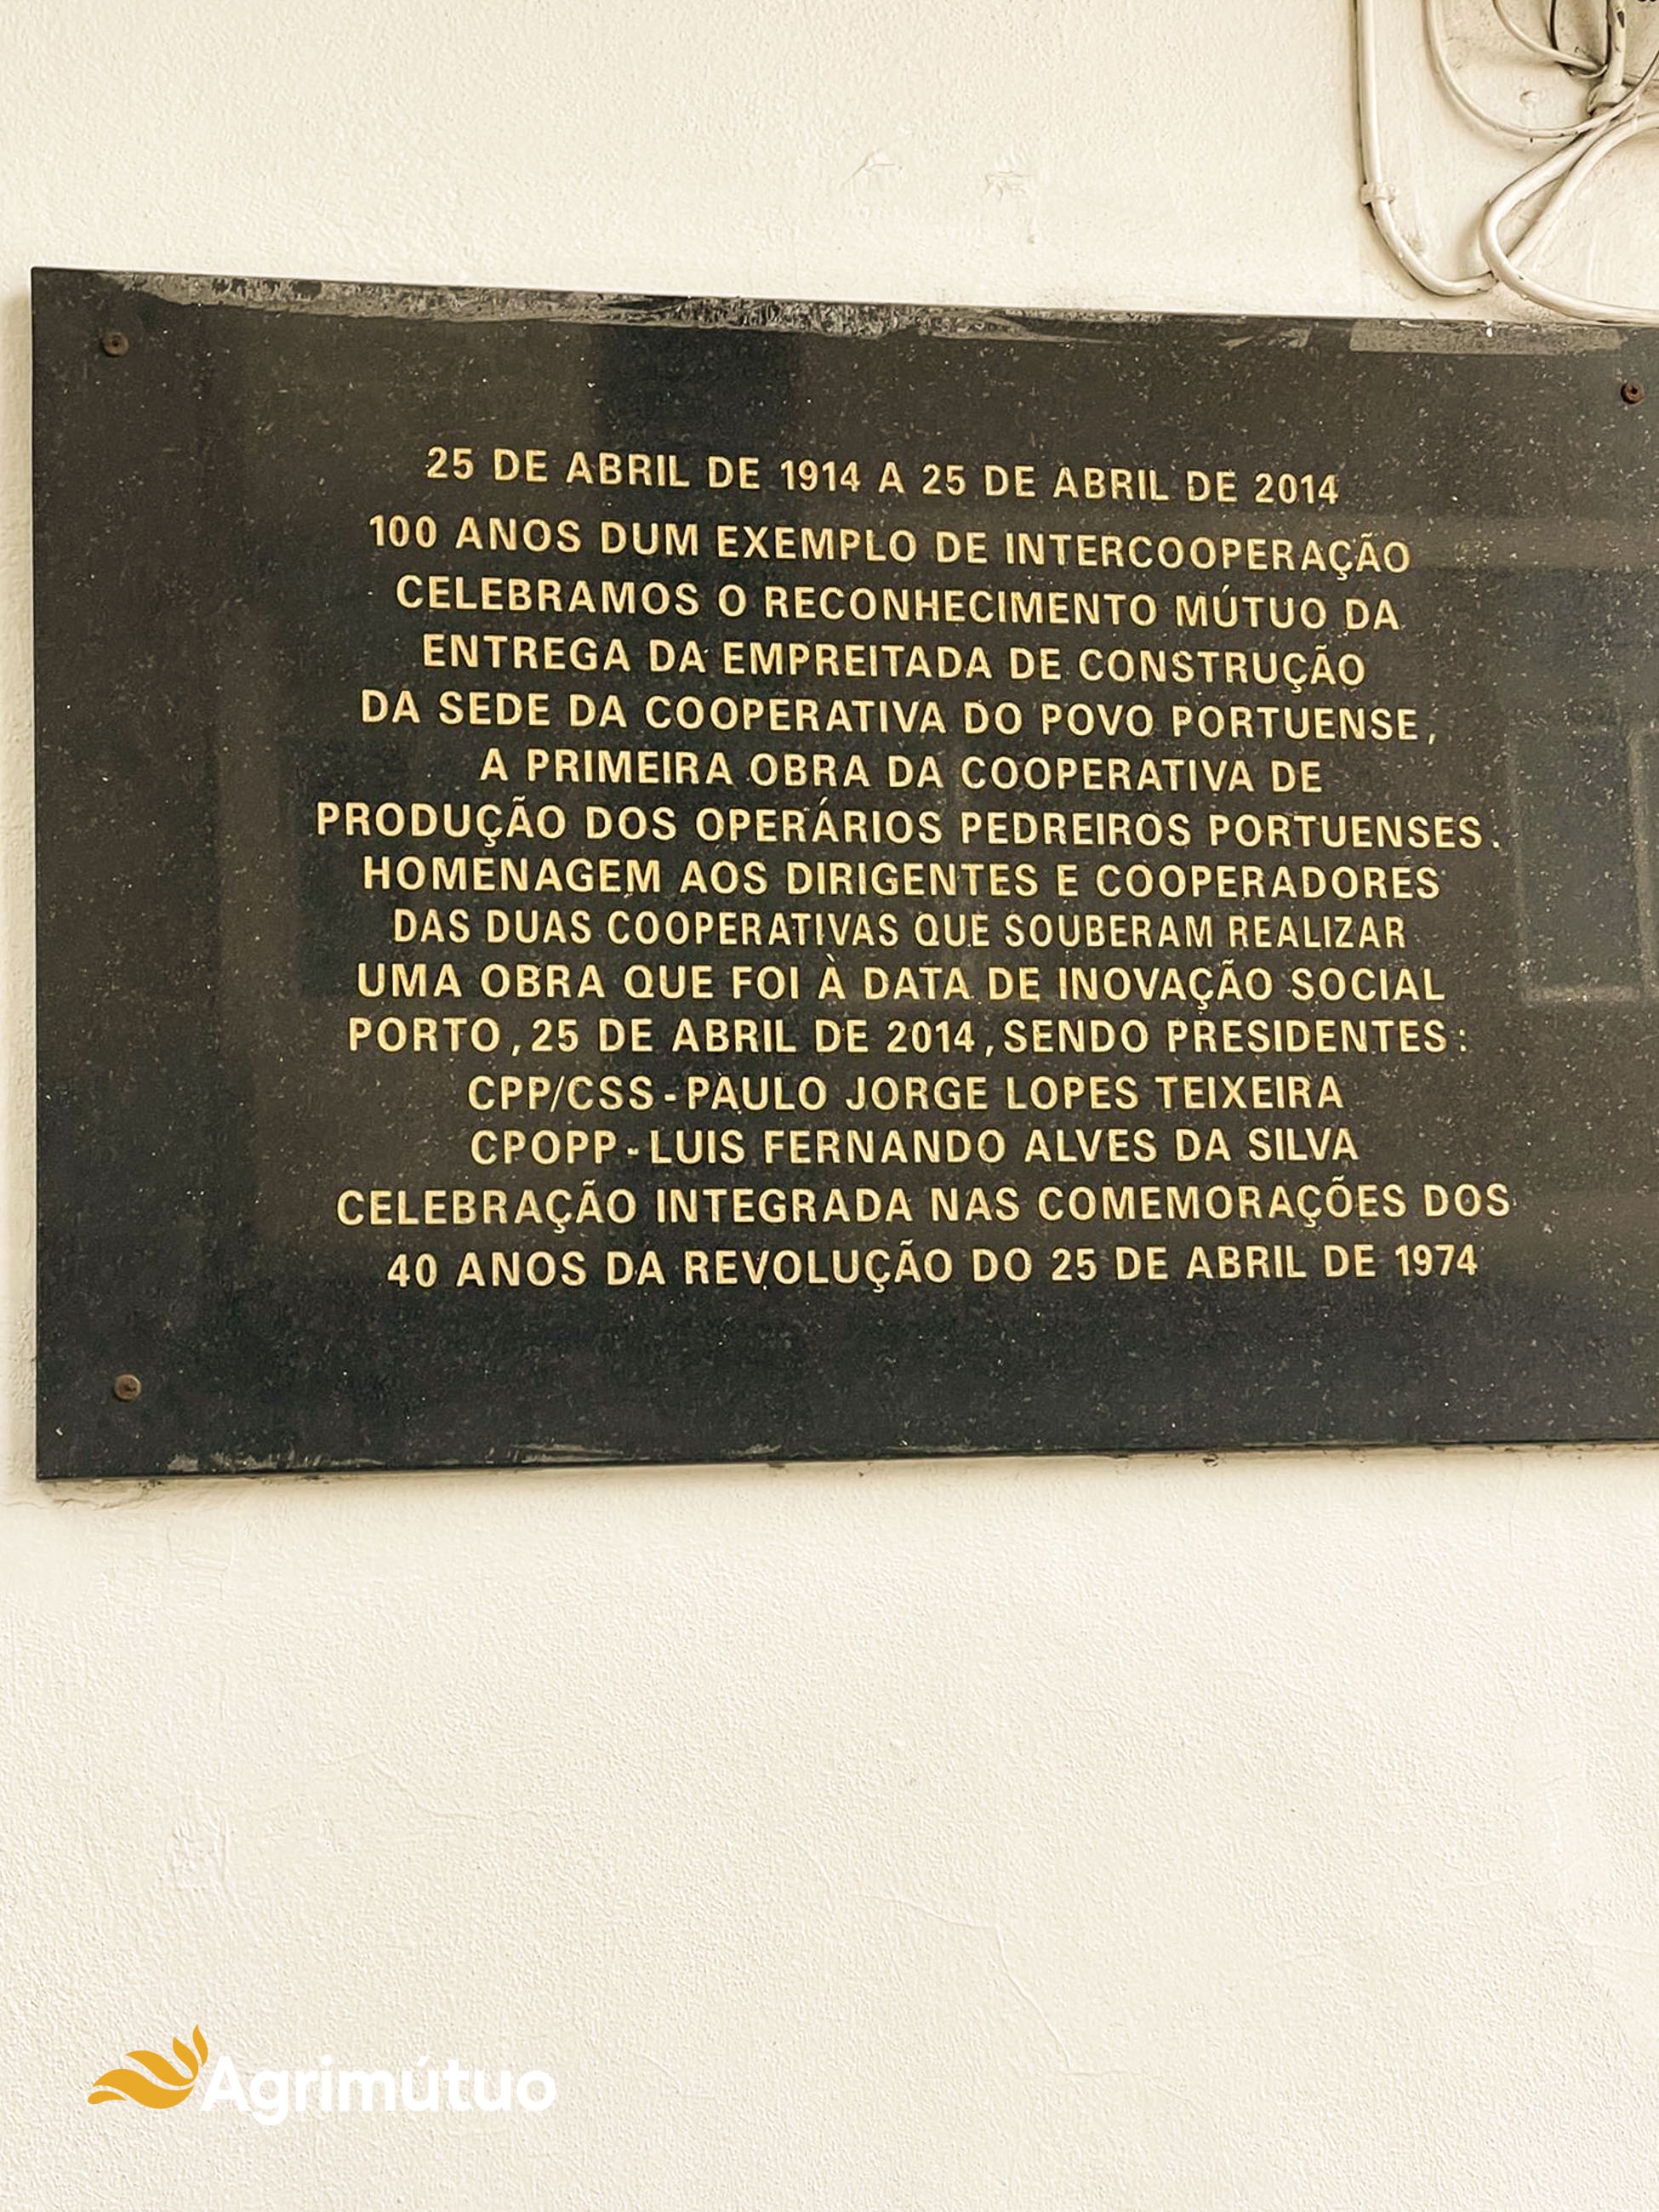 25 DE ABRIL DE 1914 A 25 DE ABRIL DE 2014
100 ANOS DUM EXEMPLO DE INTERCOOPERAÇÃO
CELEBRAMOS O RECONHECIMENTO MÚTUO DA
ENTREGA DA EMPREITADA DE CONSTRUÇÃO
DA SEDE DA COOPERATIVA DO POVO PORTUENSE,
A PRIMEIRA OBRA DA COOPERATIVA DE
PRODUÇÃO DOS OPERÁRIOS PEDREIROS PORTUENSES.
HOMENAGEM AOS DIRIGENTES E COOPERADORES
DAS DUAS COOPERATIVAS QUE SOUBERAM REALIZAR
UMA OBRA QUE FOI À DATA DE INOVAÇÃO SOCIAL
PORTO, 25 DE ABRIL DE 2014, SENDO PRESIDENTES:
CPP/CSS-PAULO JORGE LOPES TEIXEIRA
CPOPP-LUIS FERNANDO ALVES DA SILVA
CELEBRAÇÃO INTEGRADA NAS COMEMORAÇÕES DOS
40 ANOS DA REVOLUÇÃO DO 25 DE ABRIL DE 1974
Agrimútuo